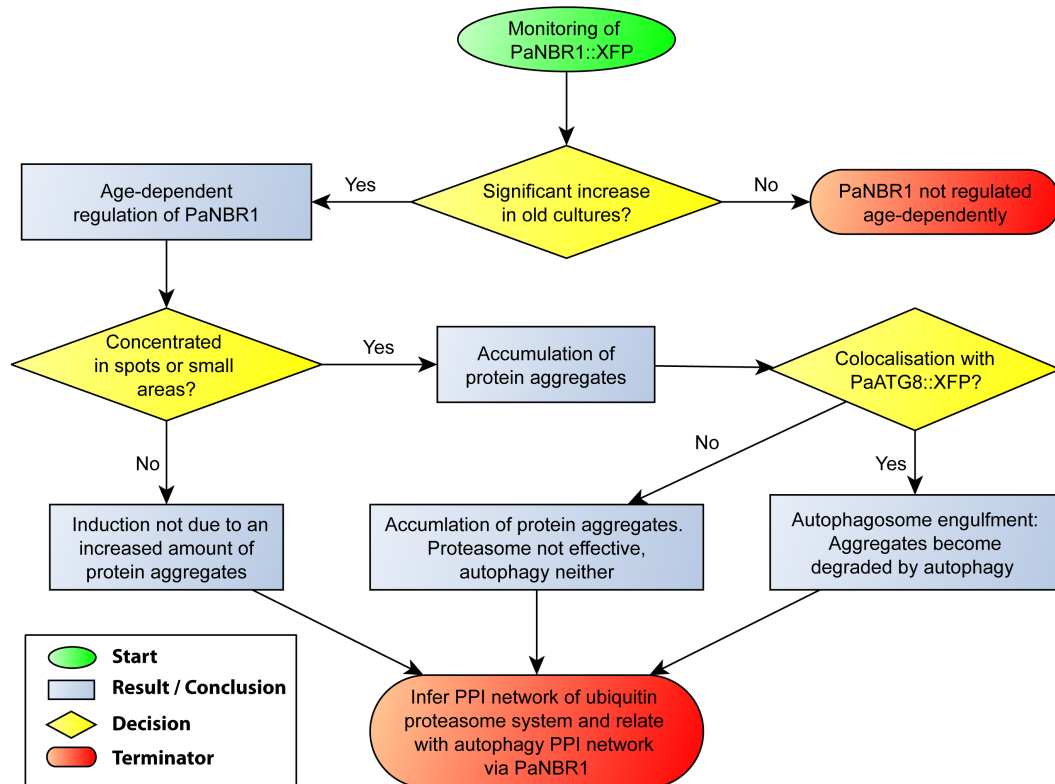 Monitoring of
PaNBR1::XFP
Significant increase
in old cultures?
Yes
No
Age-dependent
regulation of PaNBR1
PaNBR1 not regulated
age-dependently
Concentrated
in spots or small
areas?
Yes
Accumulation of
protein aggregates
Colocalisation with
PaATG8::XFP?
No
No
Yes
Induction not due to an
increased amount of
protein aggregates
Accumlation of protein aggregates.
Proteasome not effective,
autophagy neither
Autophagosome engulfment:
Aggregates become
degraded by autophagy
Start
Result / Conclusion
Decision
Terminator
Infer PPI network of ubiquitin
proteasome system and relate
with autophagy PPI network
via PaNBR1